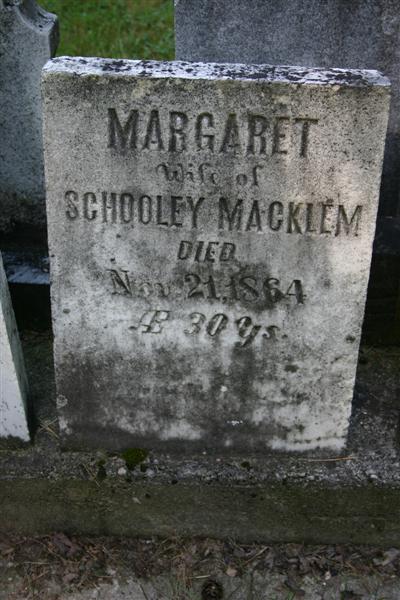 MARGARET
Wife of
SCHOOLEY MACKLEM
DIED
Nov. 21, 1864
Æ 30 Ys.